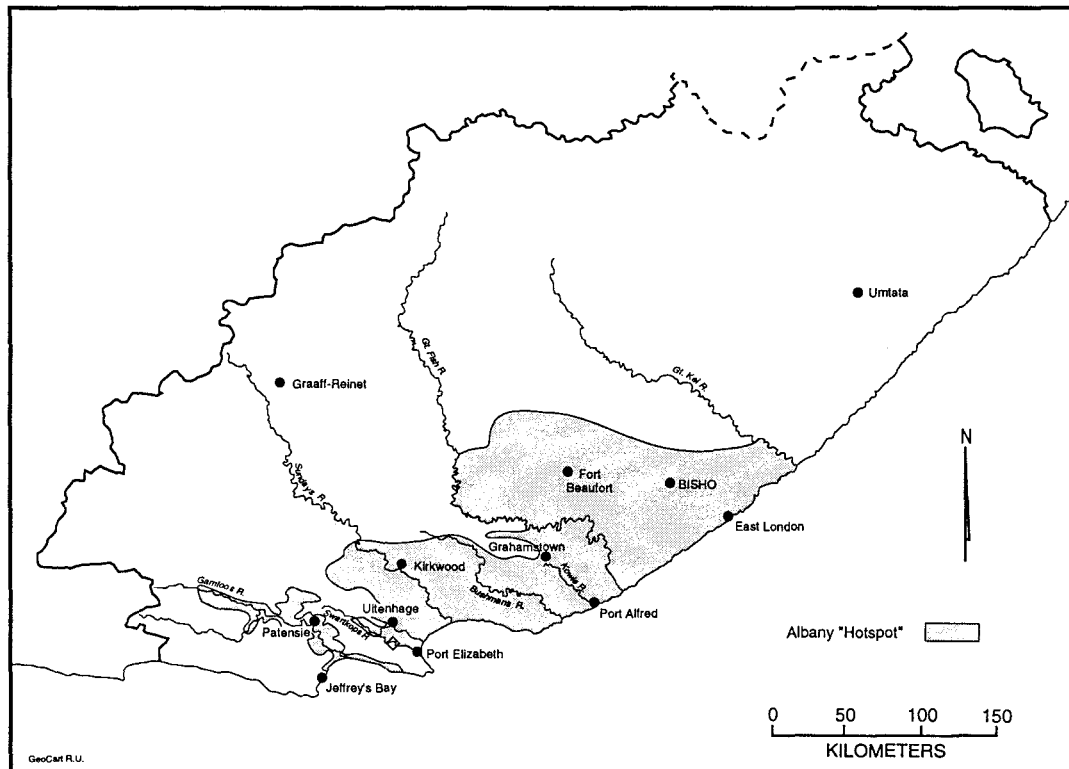 Umtata
Gt. Fish R.
Graaff-Reinet
Gt. Kei R.
N
Sundays R.
Fort
Beaufort
BISHO
East London
Grahamstown
Kirkwood
Kowie R.
Gamtoos R.
Bushmans R.
Uitenhage
Port Alfred
Swartkops R.
Patensie
Albany "Hotspot"
Port Elizabeth
Jeffrey's Bay
0 50 100 150
KILOMETERS
GeoCart R.U.